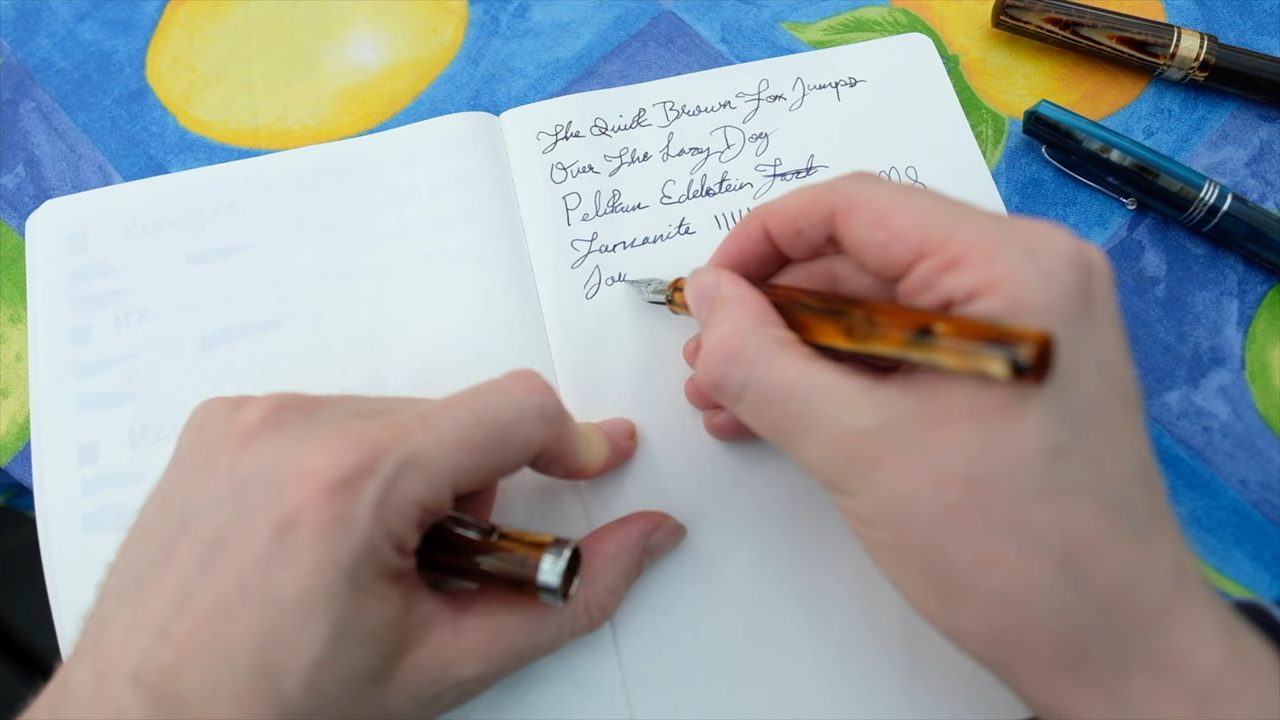 The Quick Brown Fox Jumps
Over The Lazy Dog
Pelikan Edelstein
Tanzanite